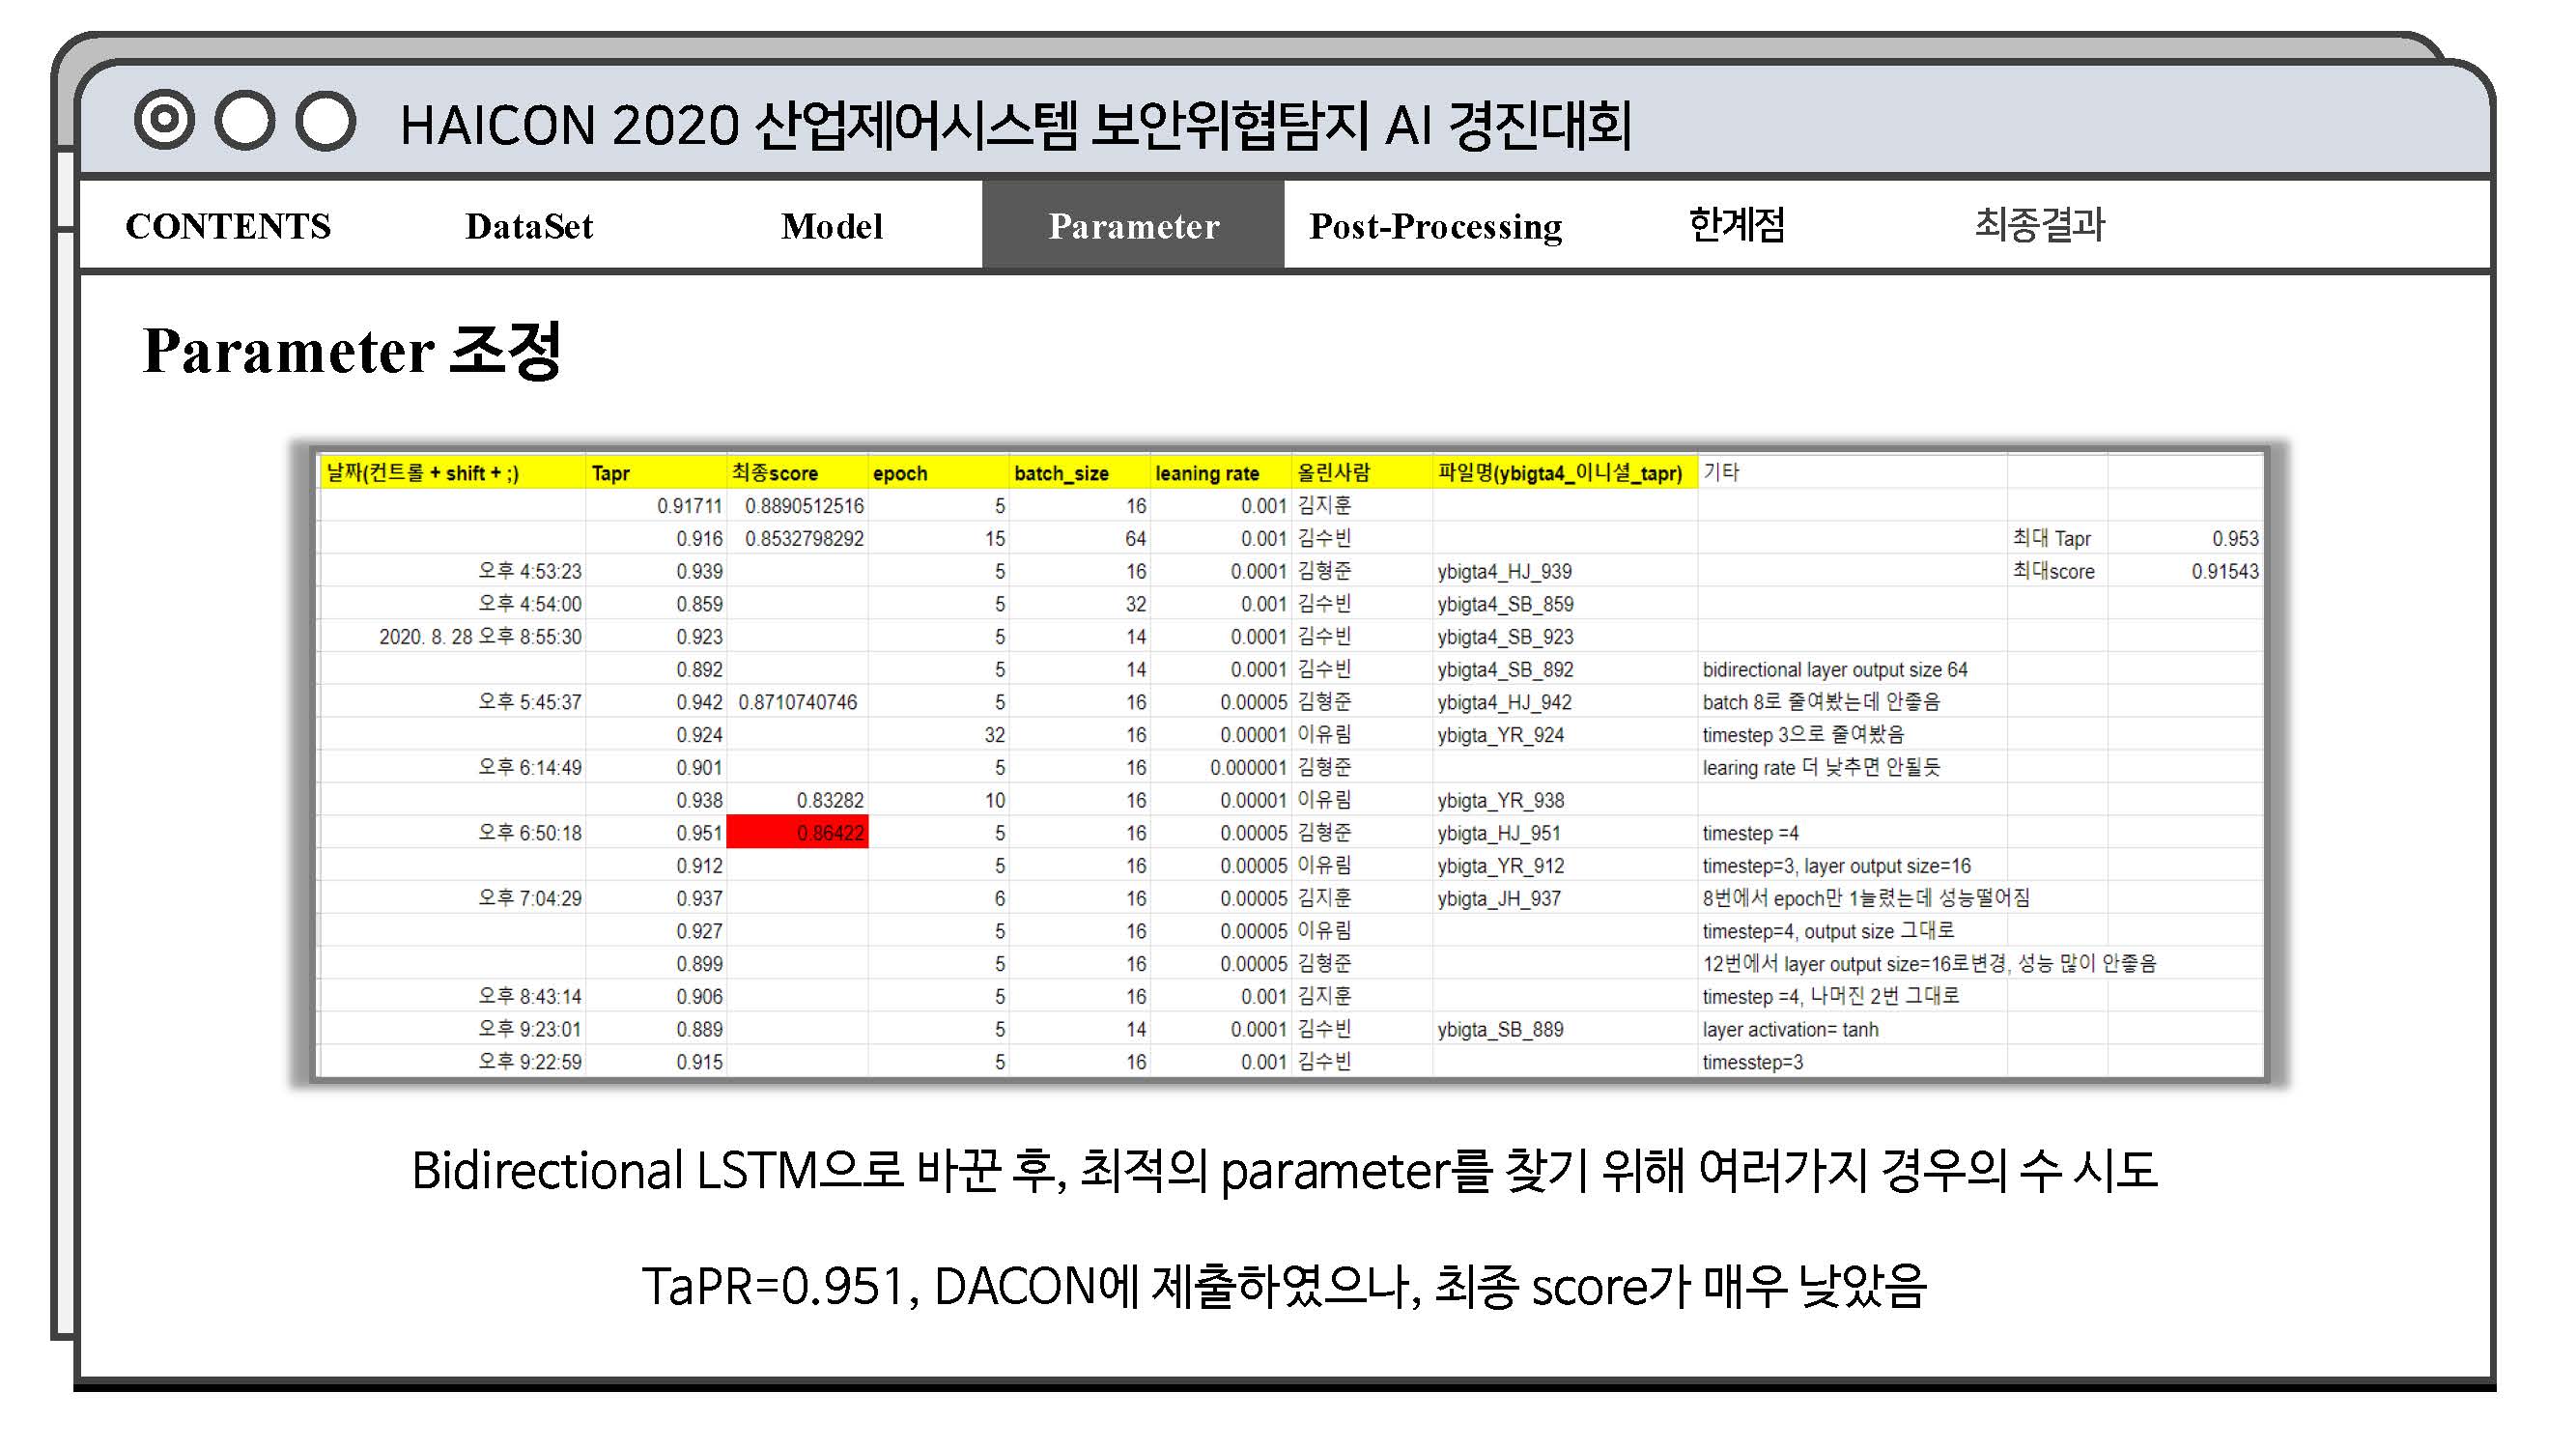 HAICON 2020 산업제어시스템 보안위협탐지 AI 경진대회
CONTENTS DataSet Model Parameter Post-Processing 한계점 최종결과
Parameter 조정
날짜(컨트롤 + shift + ;) Tapr 최종score epoch batch_size leaning rate 올린사람 파일명(ybigta4_이니셜_tapr) 기타
0.91711 0.8890512516 5 16 0.001 김지훈
0.916 0.8532798292 15 64 0.001 김수빈 최대 Tapr 0.953
오후 4:53:23 0.939 5 16 0.0001 김형준 ybigta4_HJ_939 최대score 0.91543
오후 4:54:00 0.859 5 32 0.001 김수빈 ybigta4_SB_859
2020. 8. 28 오후 8:55:30 0.923 5 14 0.0001 김수빈 ybigta4_SB_923
0.892 5 14 0.0001 김수빈 ybigta4_SB_892 bidirectional layer output size 64
오후 5:45:37 0.942 0.8710740746 5 16 0.00005 김형준 ybigta4_HJ_942 batch 8로 줄여봤는데 안좋음
0.924 32 16 0.00001 이유림 ybigta_YR_924 timestep 3으로 줄여봤음
오후 6:14:49 0.901 5 16 0.000001 김형준 learing rate 더 낮추면 안될듯
0.938 0.83282 10 16 0.00001 이유림 ybigta_YR_938
오후 6:50:18 0.951 0.86422 5 16 0.00005 김형준 ybigta_HJ_951 timestep =4
0.912 5 16 0.00005 이유림 ybigta_YR_912 timestep=3, layer output size=16
오후 7:04:29 0.937 6 16 0.00005 김지훈 ybigta_JH_937 8번에서 epoch만 1늘렸는데 성능떨어짐
0.927 5 16 0.00005 이유림 timestep=4, output size 그대로
0.899 5 16 0.00005 김형준 12번에서 layer output size=16로변경, 성능 많이 안좋음
오후 8:43:14 0.906 5 16 0.001 김지훈 timestep =4, 나머진 2번 그대로
오후 9:23:01 0.889 5 14 0.0001 김수빈 ybigta_SB_889 layer activation= tanh
오후 9:22:59 0.915 5 16 0.001 김수빈 timesstep=3
Bidirectional LSTM으로 바꾼 후, 최적의 parameter를 찾기 위해 여러가지 경우의 수 시도
TaPR=0.951, DACON에 제출하였으나, 최종 score가 매우 낮았음